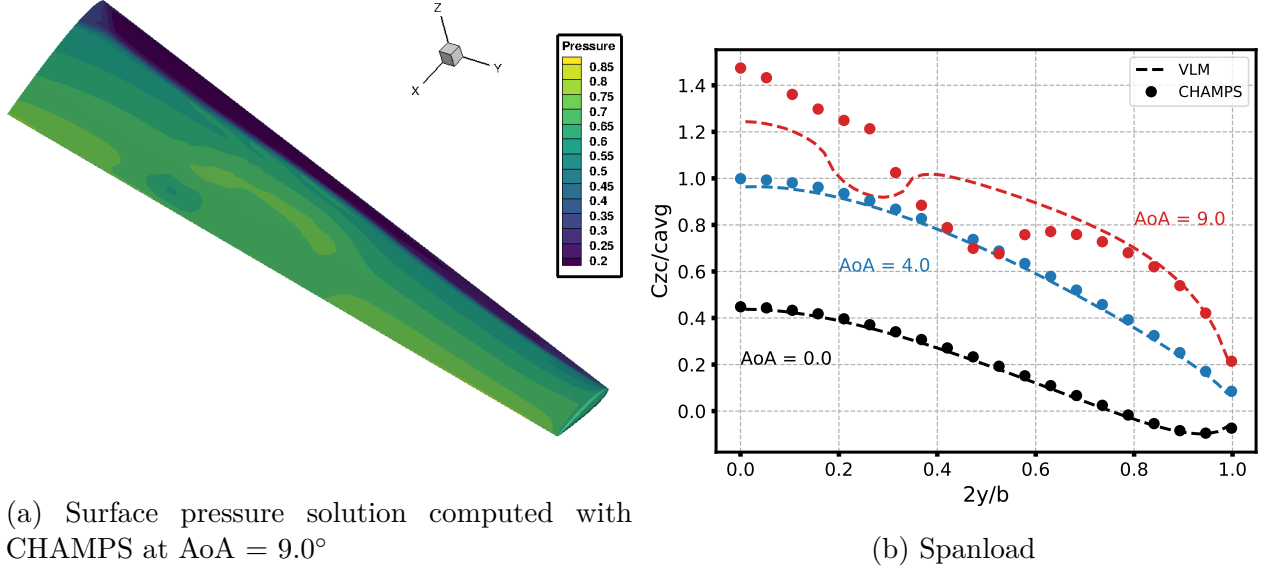 Z
Y
X
Pressure
0.85
0.8
0.75
0.7
0.65
0.6
0.55
0.5
0.45
0.4
0.35
0.3
0.25
0.2
Czc/cavg
1.4
1.2
1.0
0.8
0.6
0.4
0.2
0.0
VLM
CHAMPS
AoA = 9.0
AoA = 4.0
AoA = 0.0
0.0 0.2 0.4 0.6 0.8 1.0
2y/b
(a) Surface pressure solution computed with
CHAMPS at AoA = 9.0°
(b) Spanload